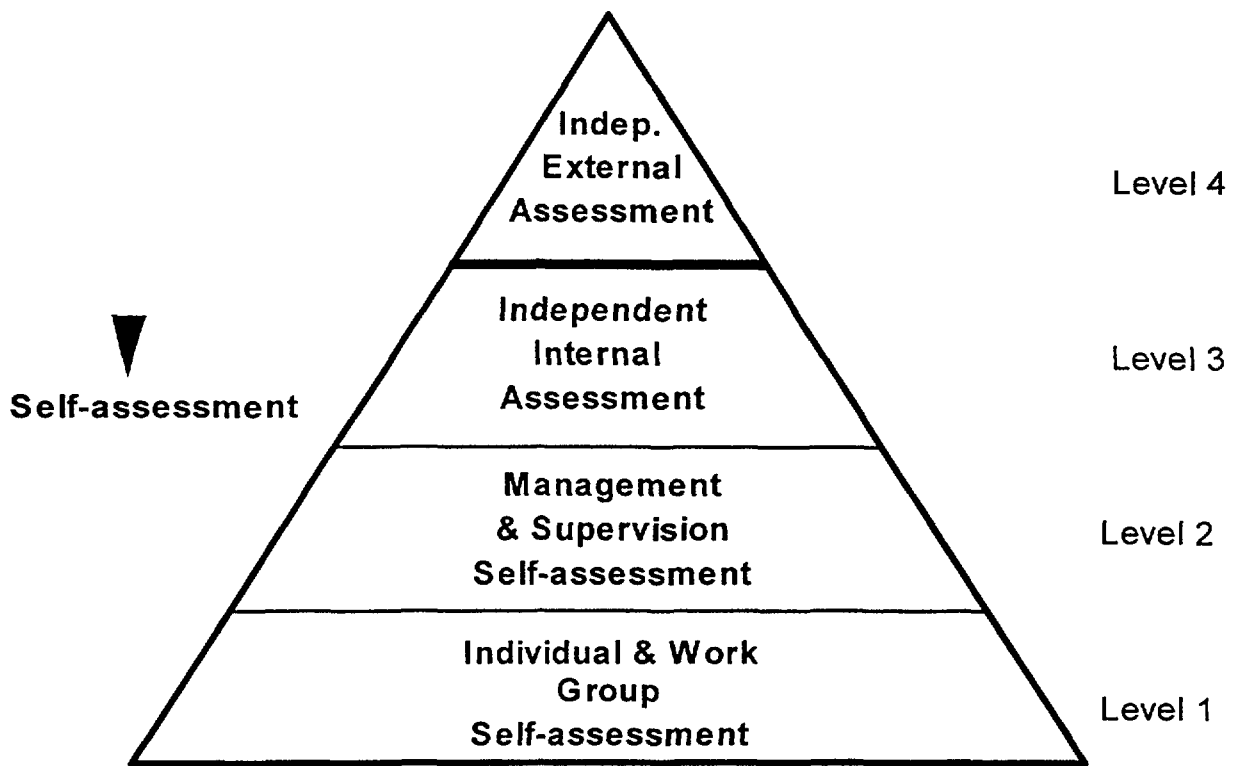 Indep.
External
Assessment
Level 4
Independent
Internal
Assessment
Level 3
Self-assessment
Management
& Supervision
Self-assessment
Level 2
Individual & Work
Group
Self-assessment
Level 1